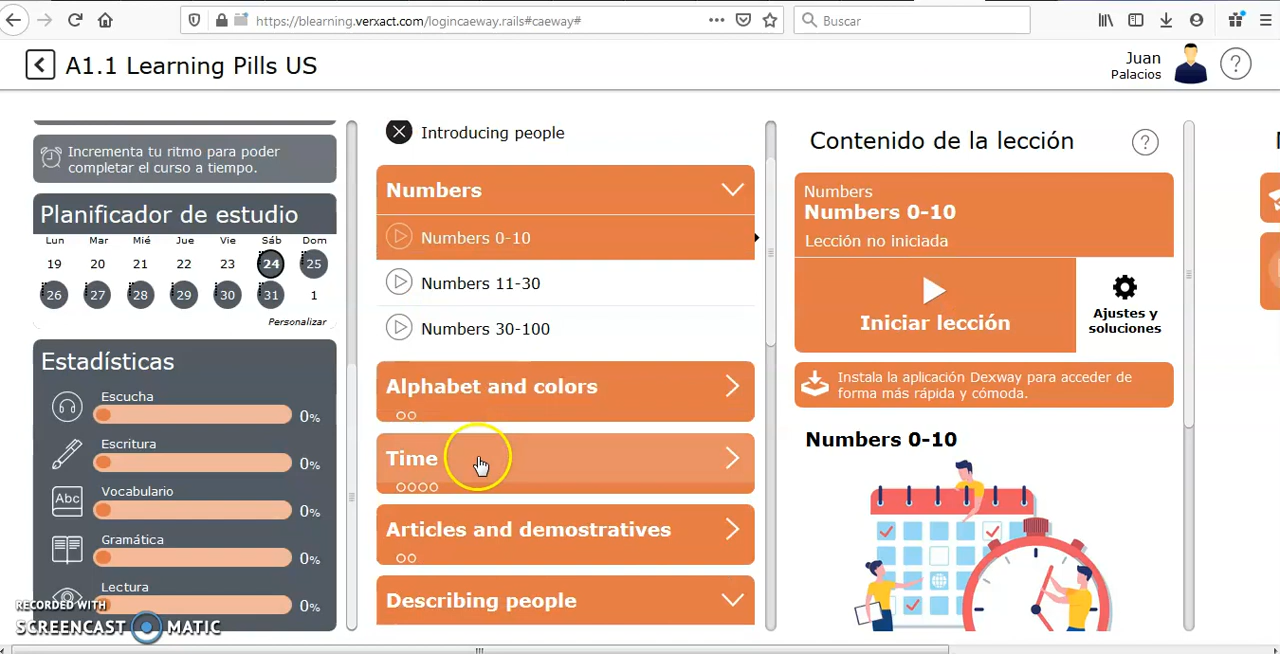 https://blearning.verxact.com/logincaeway.rails#caeway#
Buscar
A1.1 Learning Pills US
Juan
Palacios
Incrementa tu ritmo para poder
completar el curso a tiempo.
Planificador de estudio
Lun Mar Mié Jue Vie Sáb Dom
19 20 21 22 23 24 25
26 27 28 29 30 31 1
Personalizar
Estadísticas
Escucha
0%
Escritura
0%
Abc
Vocabulario
0%
Gramática
0%
Lectura
0%
RECORDED WITH
SCREENCAST MATIC
Introducing people
Numbers
Numbers 0-10
Numbers 11-30
Numbers 30-100
Alphabet and colors
Time
Articles and demostratives
Describing people
Contenido de la lección
?
Numbers
Numbers 0-10
Lección no iniciada
Iniciar lección
Ajustes y
soluciones
Instala la aplicación Dexway para acceder de
forma más rápida y cómoda.
Numbers 0-10
?